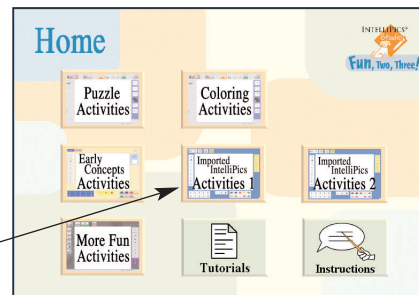 Home
INTELLIPICS®
Studio
Fun, Two, Three!
Puzzle
Activities
Coloring
Activities
Early
Concepts
Activities
Imported
IntelliPics
Activities 1
Imported
IntelliPics
Activities 2
More Fun
Activities
Tutorials
Instructions